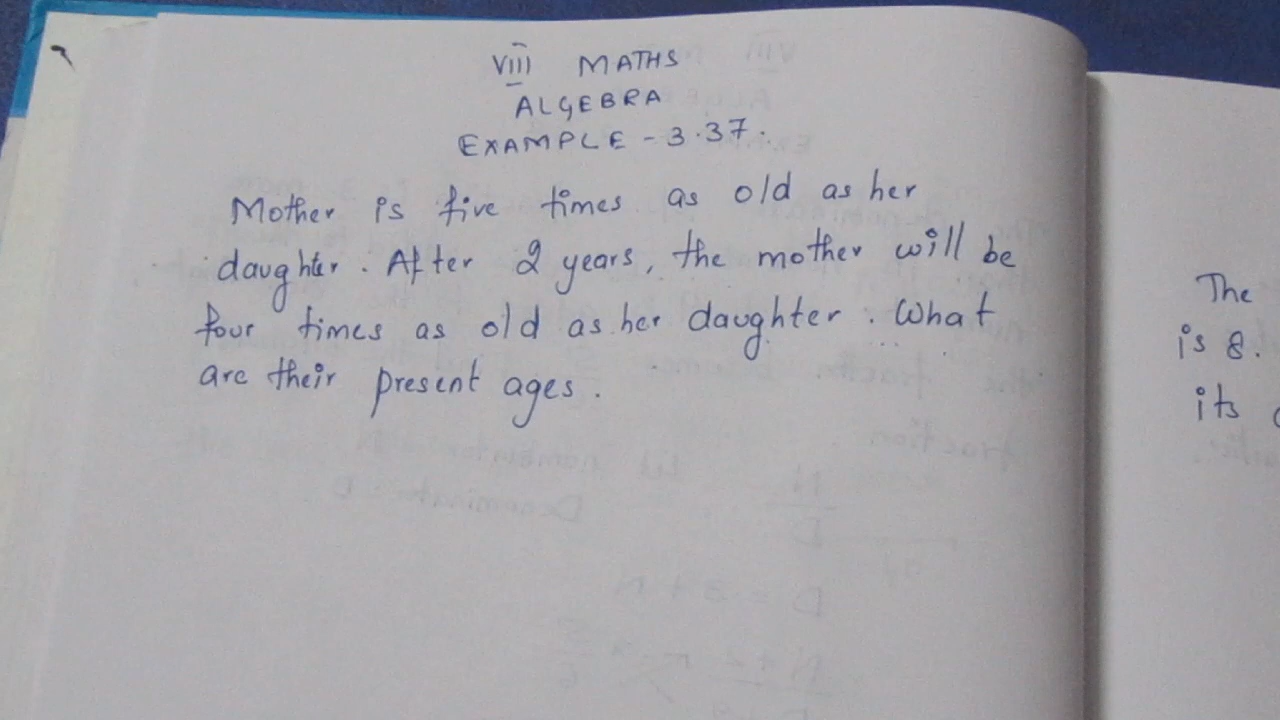 VIII MATHS
ALGEBRA
EXAMPLE - 3.37.
Mother is five times as old as her
daughter. After 2 years, the mother will be
four times as old as her daughter. What
are their present ages.
The
is 8.
its